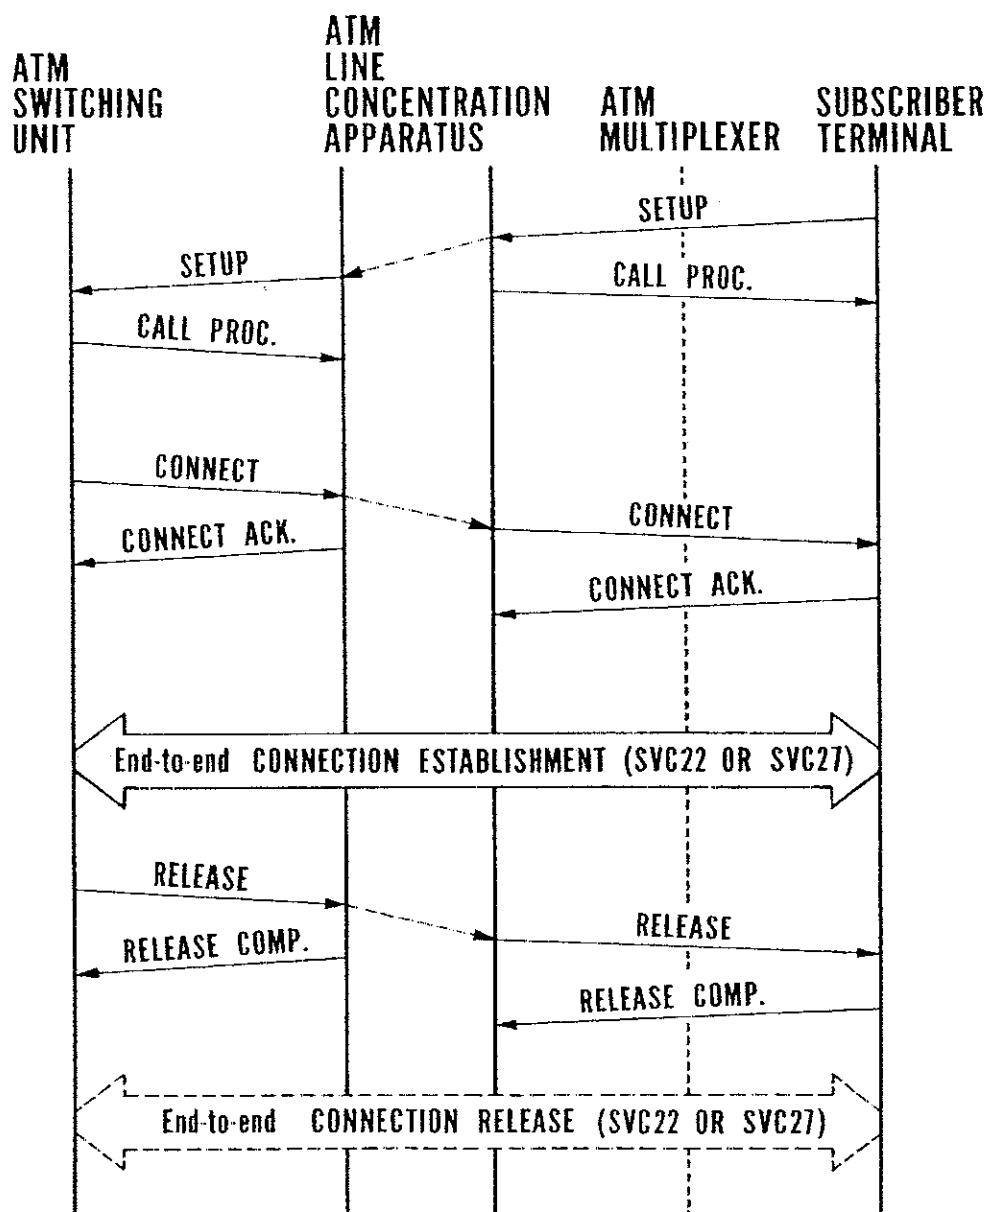 ATM
SWITCHING
UNIT
ATM
LINE
CONCENTRATION
APPARATUS
ATM
MULTIPLEXER
SUBSCRIBER
TERMINAL
SETUP
SETUP
CALL PROC.
CALL PROC.
CONNECT
CONNECT
CONNECT ACK.
CONNECT ACK.
End-to-end CONNECTION ESTABLISHMENT (SVC22 OR SVC27)
RELEASE
RELEASE
RELEASE COMP.
RELEASE COMP.
End-to-end CONNECTION RELEASE (SVC22 OR SVC27)